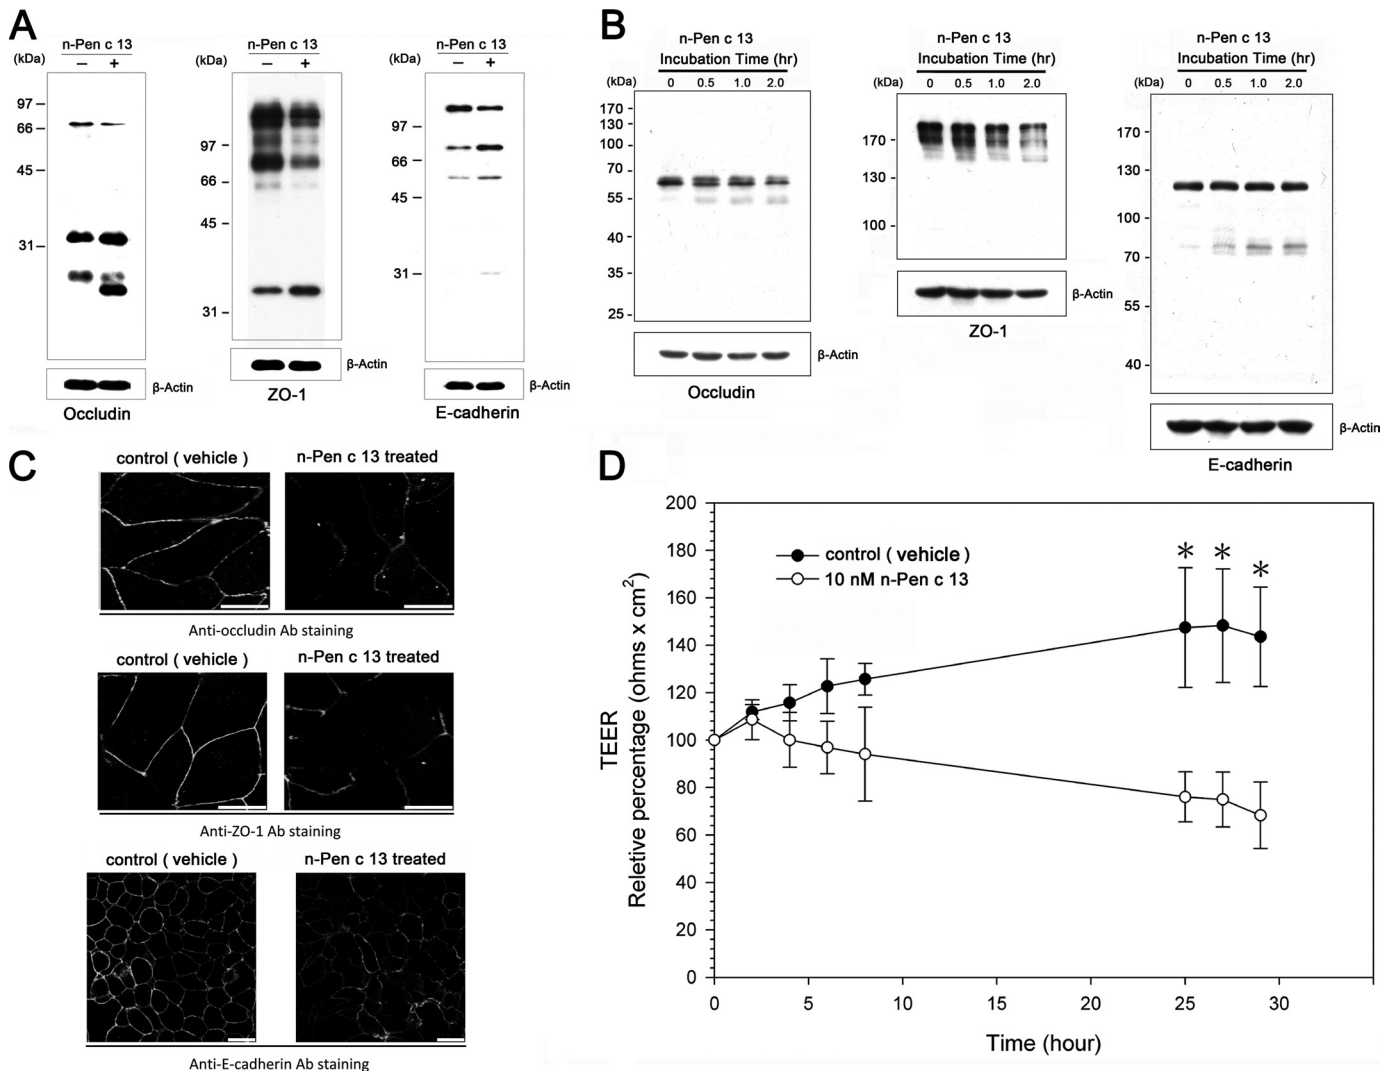 A
n-Pen c 13
(kDa)
– +
97
66
45
31
β-Actin
Occludin
n-Pen c 13
(kDa)
– +
97
66
45
31
β-Actin
ZO-1
n-Pen c 13
(kDa)
– +
97
66
45
31
β-Actin
E-cadherin
B
n-Pen c 13
Incubation Time (hr)
(kDa)
0 0.5 1.0 2.0
170
130
100
70
55
40
35
25
β-Actin
Occludin
n-Pen c 13
Incubation Time (hr)
(kDa)
0 0.5 1.0 2.0
170
130
100
β-Actin
ZO-1
n-Pen c 13
Incubation Time (hr)
(kDa)
0 0.5 1.0 2.0
170
130
100
70
55
40
β-Actin
E-cadherin
C
control ( vehicle ) n-Pen c 13 treated
Anti-occludin Ab staining
control ( vehicle ) n-Pen c 13 treated
Anti-ZO-1 Ab staining
control ( vehicle ) n-Pen c 13 treated
Anti-E-cadherin Ab staining
D
TEER
Reletive percentage (ohms x cm2)
200
180
160
140
120
100
80
60
40
20
0
control ( vehicle )
10 nM n-Pen c 13
* * *
0 5 10 15 20 25 30
Time (hour)